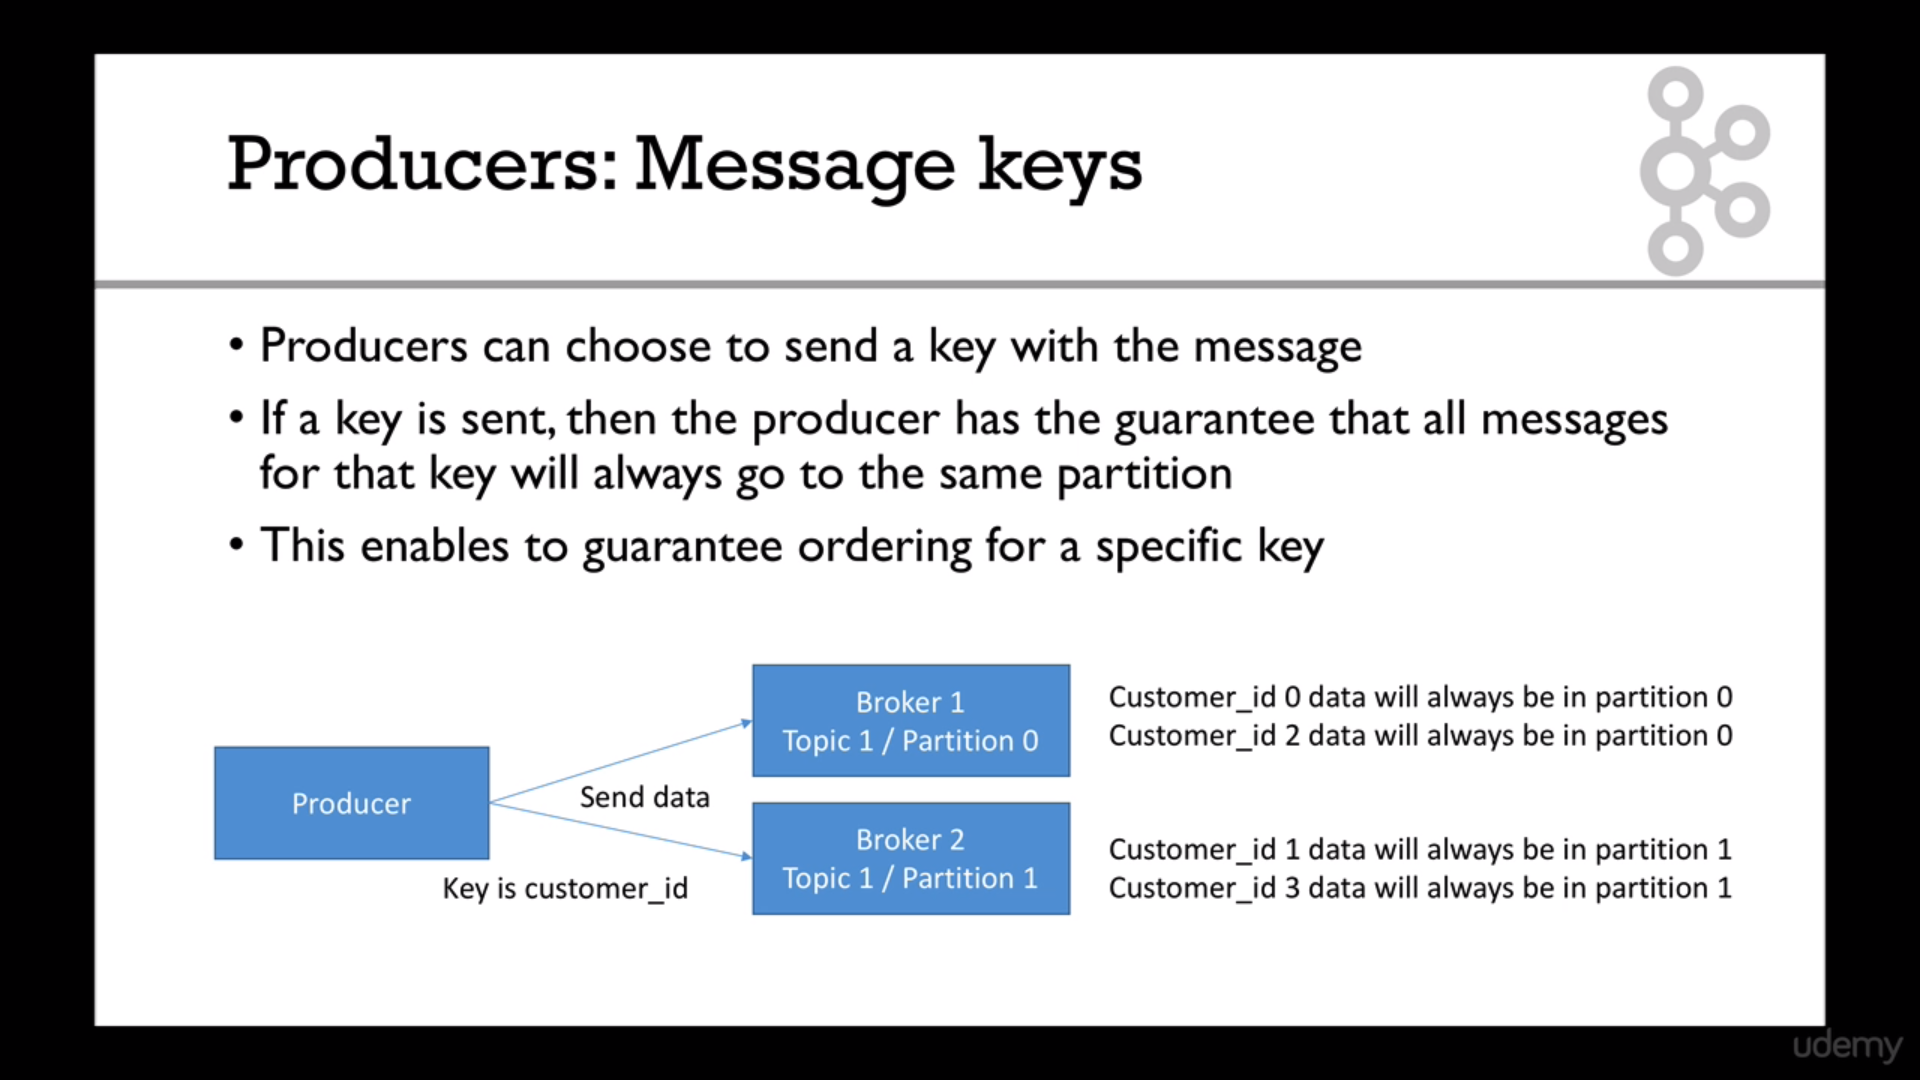 Producers: Message keys
• Producers can choose to send a key with the message
• If a key is sent, then the producer has the guarantee that all messages
for that key will always go to the same partition
• This enables to guarantee ordering for a specific key
Producer
Send data
Key is customer_id
Broker 1
Topic 1 / Partition 0
Customer_id 0 data will always be in partition 0
Customer_id 2 data will always be in partition 0
Broker 2
Topic 1 / Partition 1
Customer_id 1 data will always be in partition 1
Customer_id 3 data will always be in partition 1
udemy